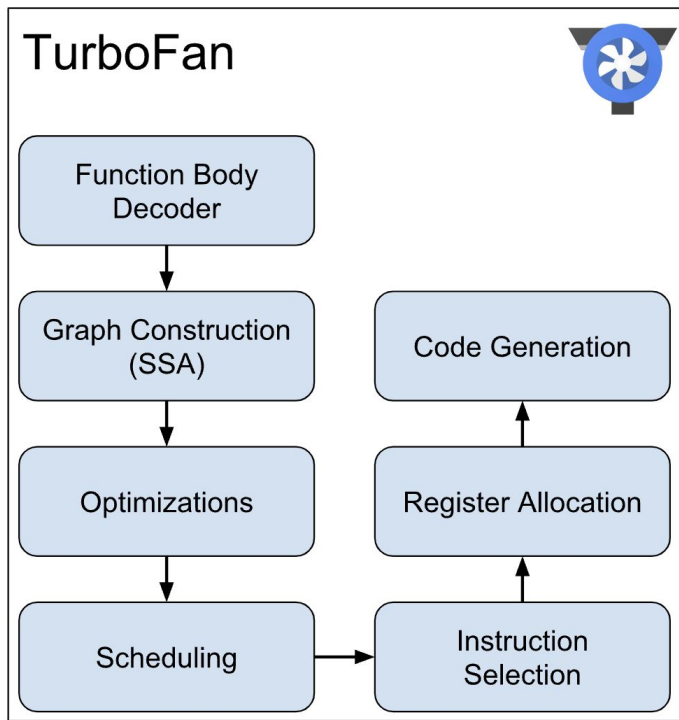 TurboFan
Function Body
Decoder
Graph Construction
(SSA)
Optimizations
Scheduling
Instruction
Selection
Register Allocation
Code Generation